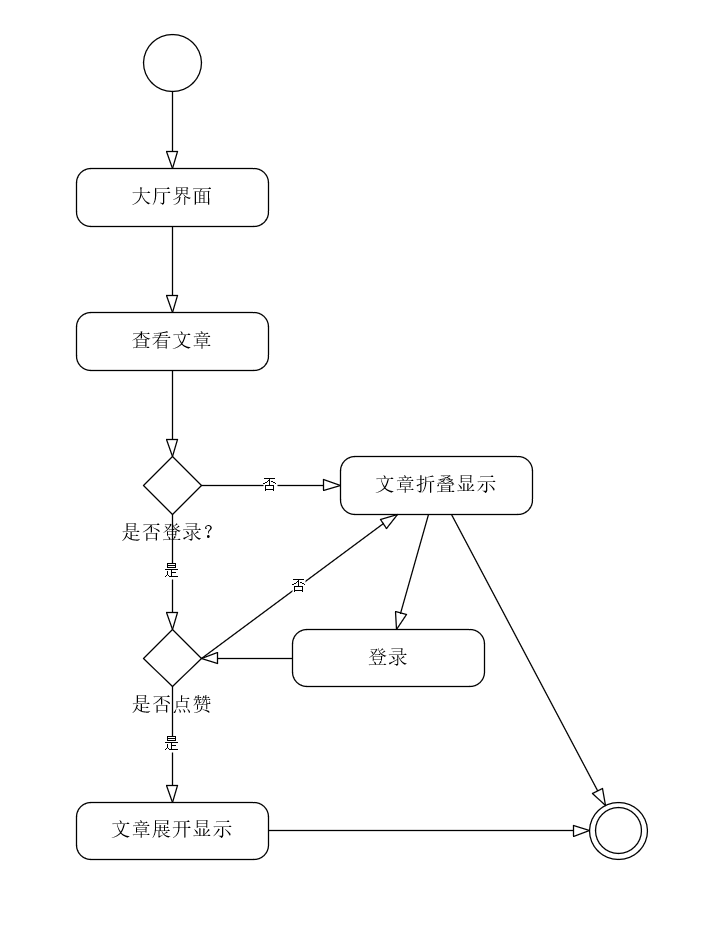 大厅界面
查看文章
否
文章折叠显示
是否登录？
是
否
登录
是否点赞
是
文章展开显示